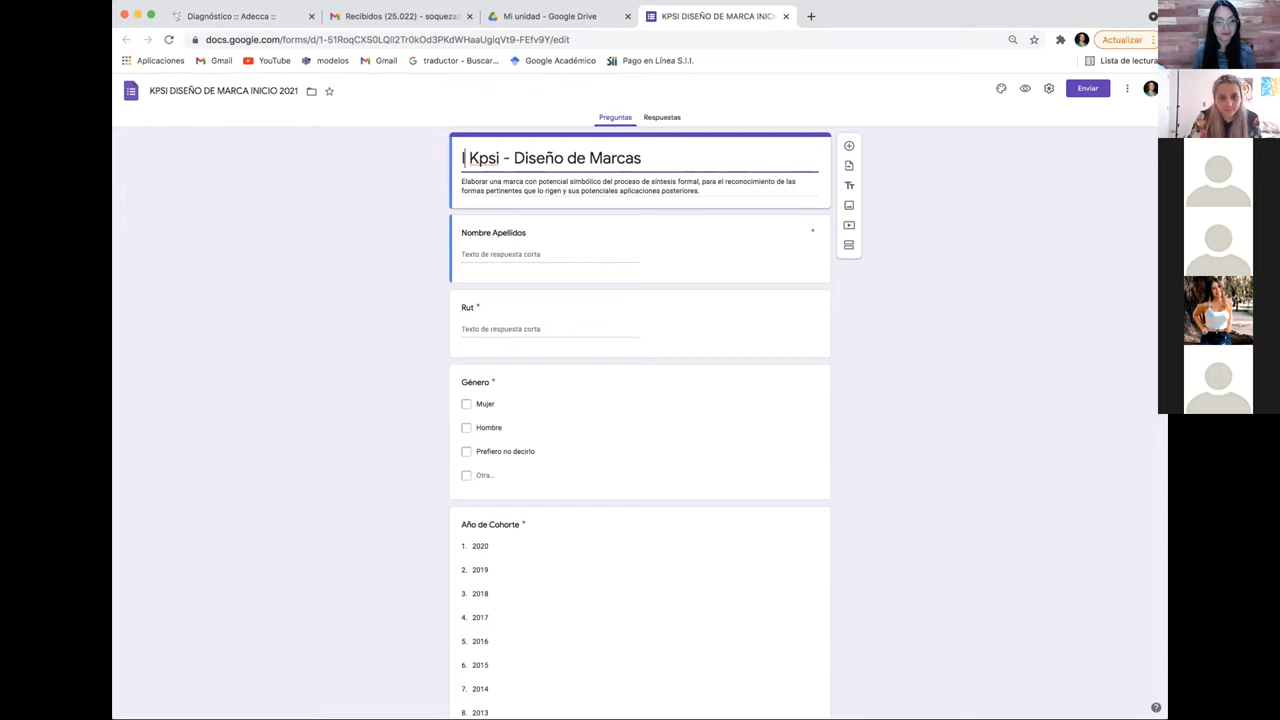 Diagnóstico :: Adecca ::
Recibidos (25.022) - soqueza
Mi unidad - Google Drive
KPSI DISEÑO DE MARCA INICI
docs.google.com/forms/d/1-51RoqCXS0LQII2Tr0kOd3PKdWHaaUgiqVt9-FEfv9Y/edit
Actualizar
Aplicaciones
Gmail
YouTube
modelos
Gmail
traductor - Buscar...
Google Académico
Pago en Línea S.I.I.
Lista de lectura
KPSI DISEÑO DE MARCA INICIO 2021
Enviar
Preguntas
Respuestas
I Kpsi - Diseño de Marcas
Elaborar una marca con potencial simbólico del proceso de síntesis formal, para el reconocimiento de las
formas pertinentes que lo rigen y sus potenciales aplicaciones posteriores.
Nombre Apellidos *
Texto de respuesta corta
Rut *
Texto de respuesta corta
Género *
Mujer
Hombre
Prefiero no decirlo
Otra...
Año de Cohorte *
1. 2020
2. 2019
3. 2018
4. 2017
5. 2016
6. 2015
7. 2014
8. 2013